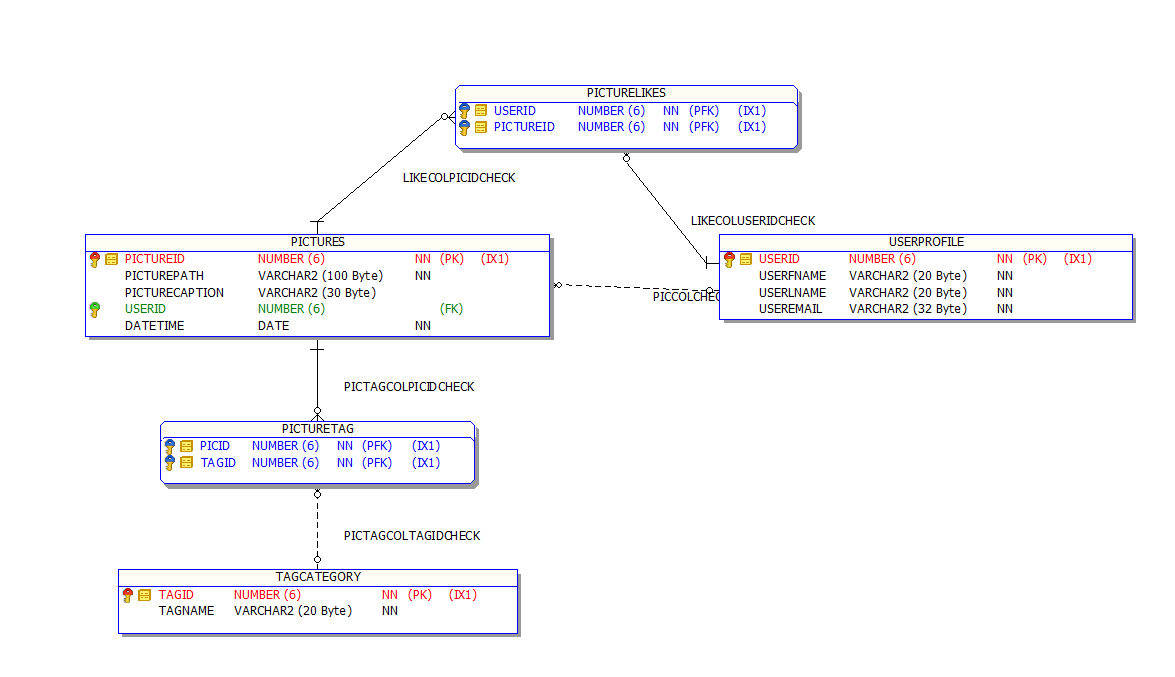 PICTURELIKES
USERID NUMBER (6) NN (PFK) (IX1)
PICTUREID NUMBER (6) NN (PFK) (IX1)
LIKECOLPICIDCHECK
LIKECOLUSERIDCHECK
PICTURES
PICTUREID NUMBER (6) NN (PK) (IX1)
PICTUREPATH VARCHAR2 (100 Byte) NN
PICTURECAPTION VARCHAR2 (30 Byte)
USERID NUMBER (6) (FK)
DATETIME DATE NN
PICCOLCHEC
USERPROFILE
USERID NUMBER (6) NN (PK) (IX1)
USERFNAME VARCHAR2 (20 Byte) NN
USERLNAME VARCHAR2 (20 Byte) NN
USEREMAIL VARCHAR2 (32 Byte) NN
PICTAGCOLPICIDCHECK
PICTURETAG
PICID NUMBER (6) NN (PFK) (IX1)
TAGID NUMBER (6) NN (PFK) (IX1)
PICTAGCOLTAGIDCHECK
TAGCATEGORY
TAGID NUMBER (6) NN (PK) (IX1)
TAGNAME VARCHAR2 (20 Byte) NN